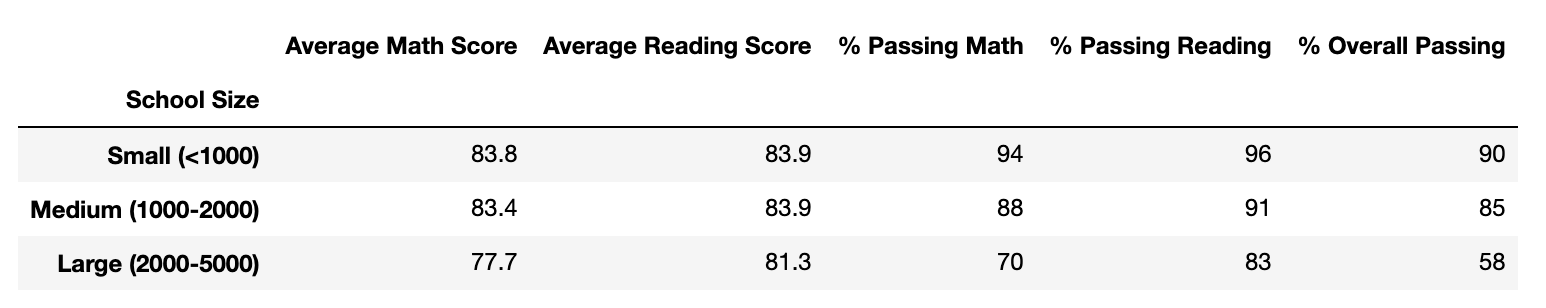 Average Math Score Average Reading Score % Passing Math % Passing Reading % Overall Passing
School Size
Small (<1000) 83.8 83.9 94 96 90
Medium (1000-2000) 83.4 83.9 88 91 85
Large (2000-5000) 77.7 81.3 70 83 58